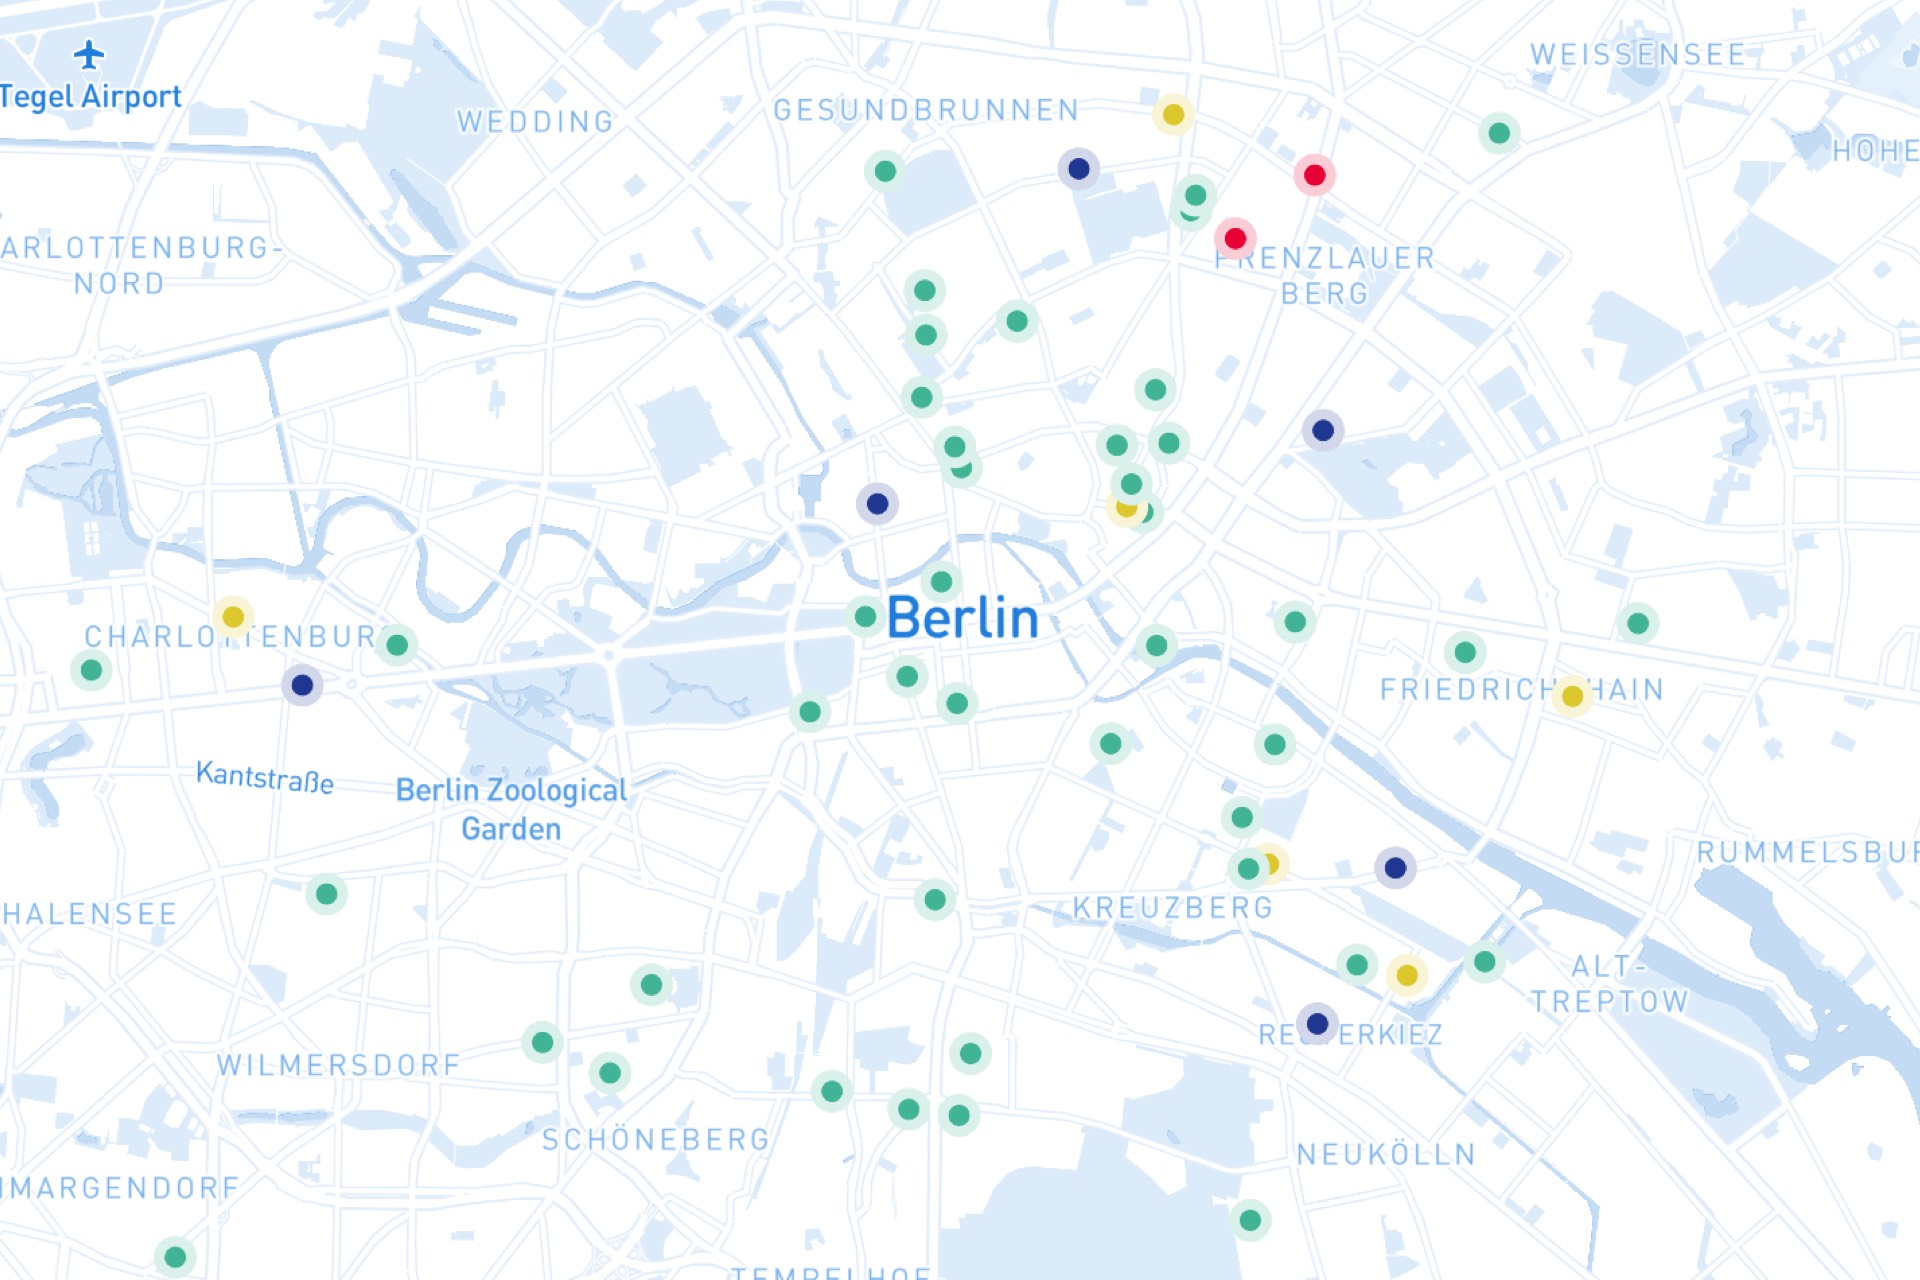 WEISSENSEE
Tegel Airport
WEDDING
GESUNDBRUNNEN
HOHE
ARLOTTENBURG-
NORD
PRENZLAUER
BERG
Berlin
CHARLOTTENBURG
FRIEDRICHSHAIN
Kantstraße
Berlin Zoological
Garden
RUMMELSBUR
HALENSEE
KREUZBERG
ALT-
TREPTOW
REUTERKIEZ
WILMERSDORF
SCHÖNEBERG
NEUKÖLLN
MARGENDORF
TEMPELHOF